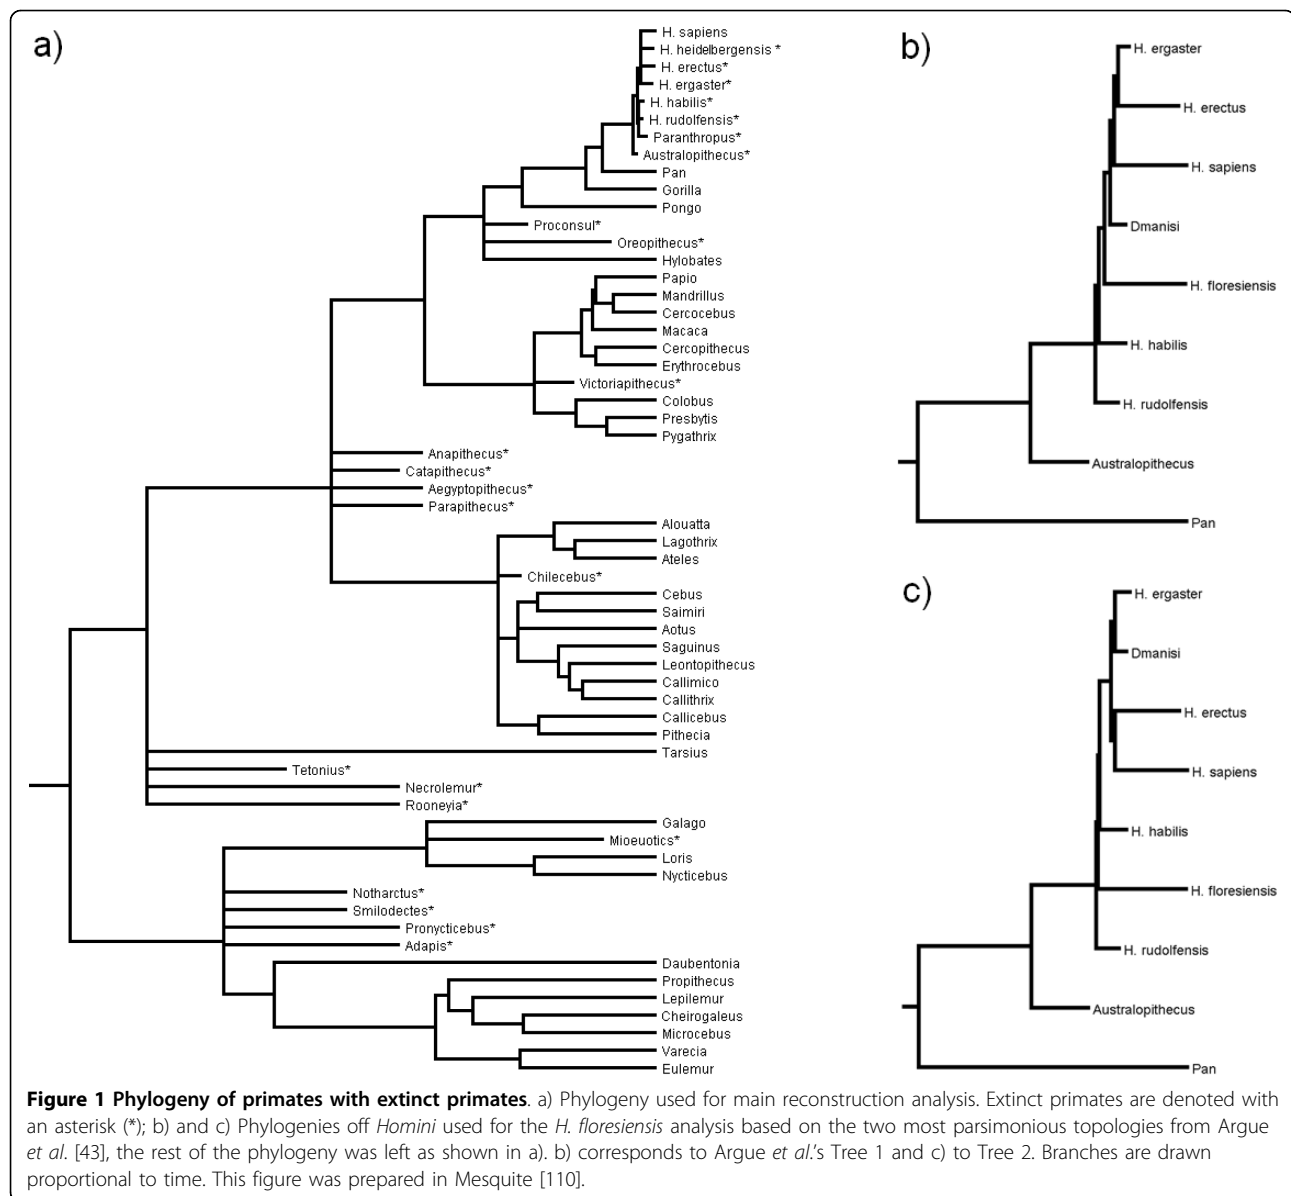 a)
H. sapiens
H. heidelbergensis *
H. erectus*
H. ergaster*
H. habilis*
H. rudolfensis*
Paranthropus*
Australopithecus*
Pan
Gorilla
Pongo
Proconsul*
Oreopithecus*
Hylobates
Papio
Mandrillus
Cercocebus
Macaca
Cercopithecus
Erythrocebus
Victoriapithecus*
Colobus
Presbytis
Pygathrix
Anapithecus*
Catapithecus*
Aegyptopithecus*
Parapithecus*
Alouatta
Lagothrix
Ateles
Chilecebus*
Cebus
Saimiri
Aotus
Saguinus
Leontopithecus
Callimico
Callithrix
Callicebus
Pithecia
Tarsius
Tetonius*
Necrolemur*
Rooneyia*
Galago
Mioeuotics*
Loris
Nycticebus
Notharctus*
Smilodectes*
Pronycticebus*
Adapis*
Daubentonia
Propithecus
Lepilemur
Cheirogaleus
Microcebus
Varecia
Eulemur
b)
H. ergaster
H. erectus
H. sapiens
Dmanisi
H. floresiensis
H. habilis
H. rudolfensis
Australopithecus
Pan
c)
H. ergaster
Dmanisi
H. erectus
H. sapiens
H. habilis
H. floresiensis
H. rudolfensis
Australopithecus
Pan
Figure 1 Phylogeny of primates with extinct primates. a) Phylogeny used for main reconstruction analysis. Extinct primates are denoted with
an asterisk (*); b) and c) Phylogenies off Homini used for the H. floresiensis analysis based on the two most parsimonious topologies from Argue
et al. [43], the rest of the phylogeny was left as shown in a). b) corresponds to Argue et al.'s Tree 1 and c) to Tree 2. Branches are drawn
proportional to time. This figure was prepared in Mesquite [110].